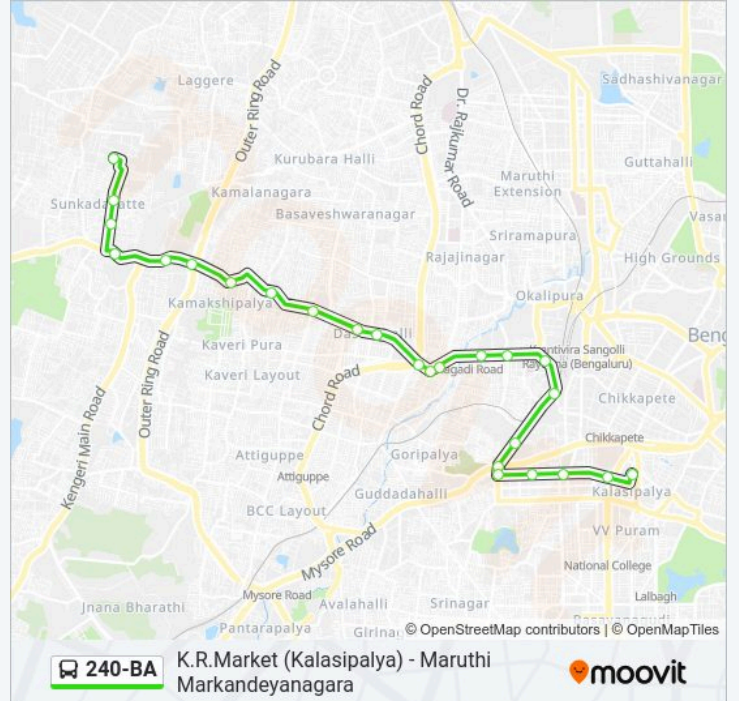 Laggere
Outer Ring Road
Chord Road
Dr. Rajkumar Road
Sadhashivanagar
Kurubara Halli
Guttahalli
Maruthi
Extension
Kamalanagara
Basaveshwaranagar
Sriramapura
Rajajinagar
High Grounds
Okalipura
Kamakshipalya
Kaveri Pura
Kaveri Layout
Outer Ring Road
Chord Road
agadi Road
(Bengaluru)
Beng
Chikkapete
Chikkapete
Kengeri Main Road
Attiguppe
Attiguppe
Goripalya
Guddadahalli
Kalasipalya
BCC Layout
VV Puram
Mysore Road
National College
Mysore Road
Lalbagh
Jnana Bharathi
Avalahalli
Srinagar
Pantarapalya
© OpenStreetMap contributors | © OpenMapTiles
240-BA
K.R.Market (Kalasipalya) - Maruthi
Markandeyanagara
moovit